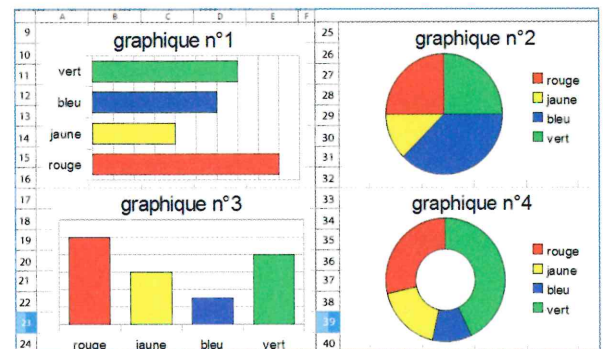 A B C D E F
9
graphique n°1
10
vert
11
12
bleu
13
jaune
14
15
rouge
16
25
graphique n°2
26
27
rouge
28
jaune
29
bleu
30
vert
31
32
17
graphique n°3
18
19
20
21
22
23
24
rouge jaune bleu vert
33
graphique n°4
34
35
rouge
36
jaune
37
bleu
38
vert
39
40